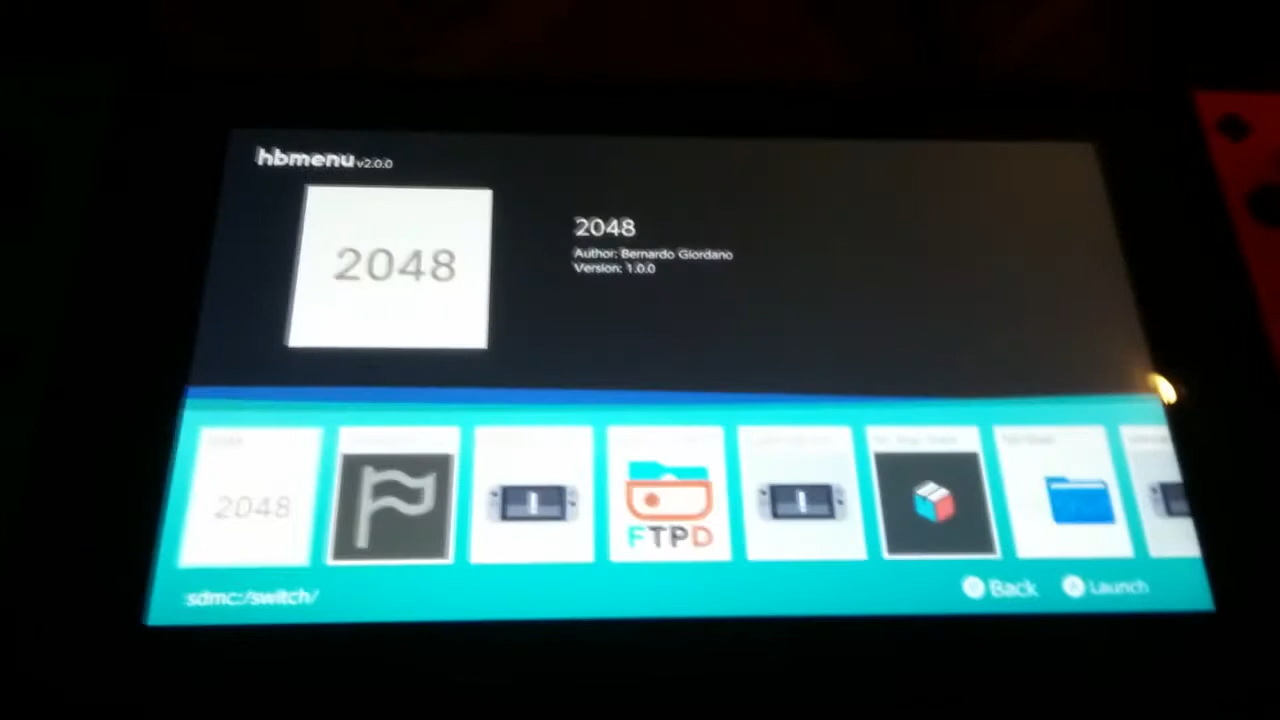 hbmenu v2.0.0
2048
2048
Author: Bernardo Giordano
Version: 1.0.0
2048
FTPD
sdmc:/switch/
Back
Launch